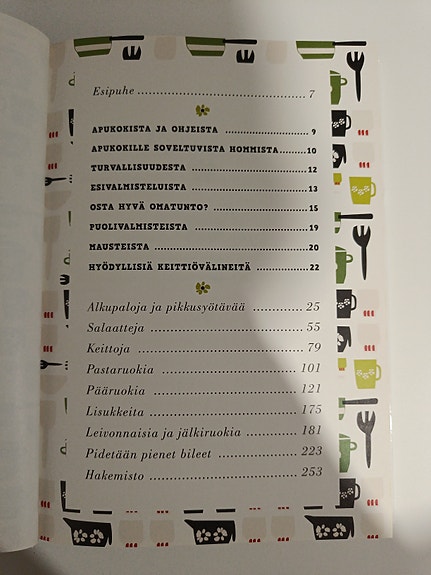 Esipuhe ........................................ 7
APUKOKISTA JA OHJEISTA ................ 9
APUKOKILLE SOVELTUVISTA HOMMISTA....10
TURVALLISUUDESTA ........................ 12
ESIVALMISTELUISTA ........................ 13
OSTA HYVÄ OMATUNTO? .................... 15
PUOLIVALMISTEISTA ........................ 19
MAUSTEISTA ................................ 20
HYÖDYLLISIÄ KEITTIÖVÄLINEITÄ ............ 22
Alkupaloja ja pikkusyötävää ........... 25
Salaatteja ................................ 55
Keittoja .................................. 79
Pastaruokia .............................. 101
Pääruokia ................................ 121
Lisukkeita ................................ 175
Leivonnaisia ja jälkiruokia ........... 181
Pidetään pienet bileet ................. 223
Hakemisto ................................ 253